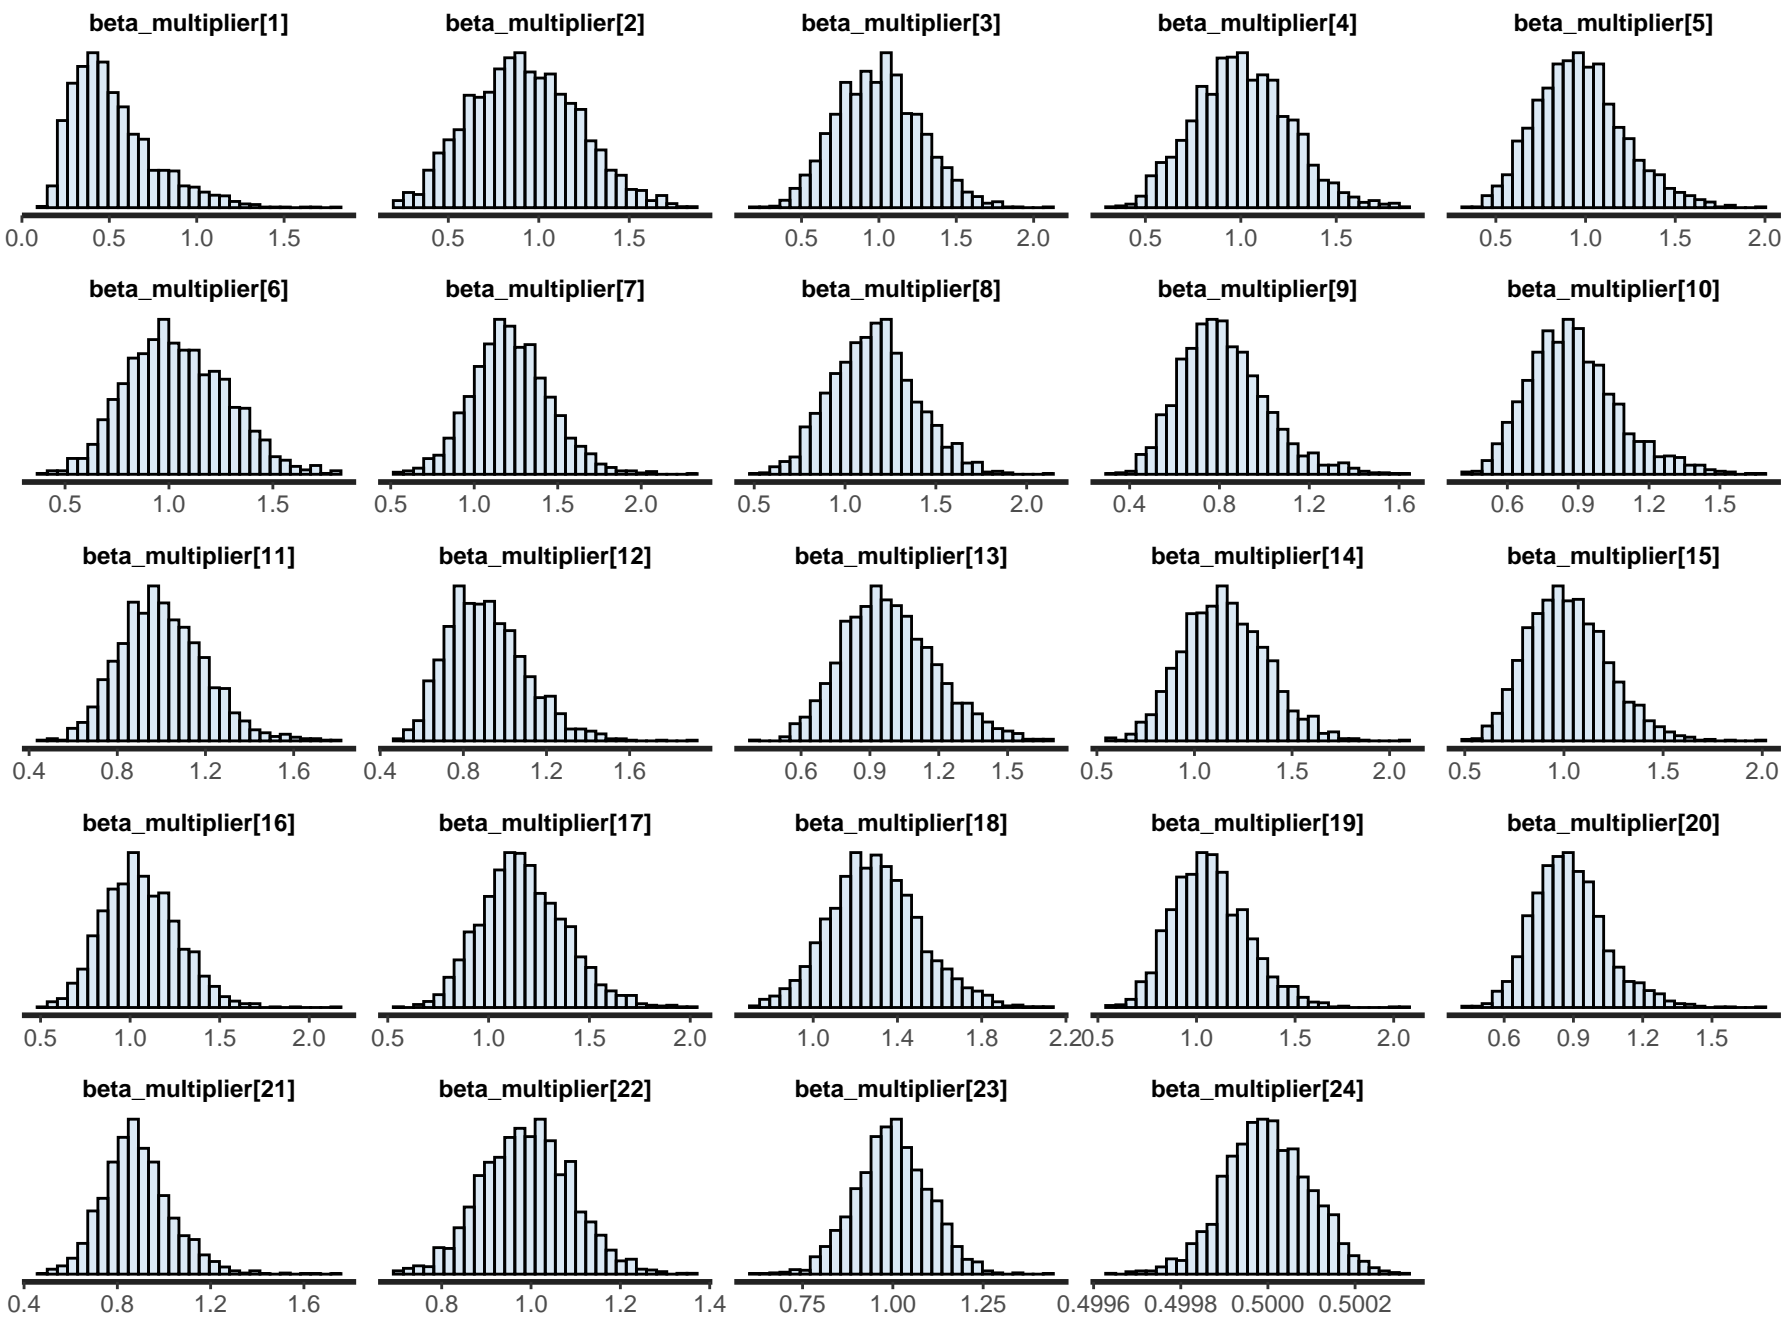 beta_multiplier[1] beta_multiplier[2] beta_multiplier[3] beta_multiplier[4] beta_multiplier[5]
0.0 0.5 1.0 1.5 0.5 1.0 1.5 0.5 1.0 1.5 2.0 0.5 1.0 1.5 0.5 1.0 1.5 2.0
beta_multiplier[6] beta_multiplier[7] beta_multiplier[8] beta_multiplier[9] beta_multiplier[10]
0.5 1.0 1.5 0.5 1.0 1.5 2.0 0.5 1.0 1.5 2.0 0.4 0.8 1.2 1.6 0.6 0.9 1.2 1.5
beta_multiplier[11] beta_multiplier[12] beta_multiplier[13] beta_multiplier[14] beta_multiplier[15]
0.4 0.8 1.2 1.6 0.4 0.8 1.2 1.6 0.6 0.9 1.2 1.5 0.5 1.0 1.5 2.0 0.5 1.0 1.5 2.0
beta_multiplier[16] beta_multiplier[17] beta_multiplier[18] beta_multiplier[19] beta_multiplier[20]
0.5 1.0 1.5 2.0 0.5 1.0 1.5 2.0 1.0 1.4 1.8 2.2 0.5 1.0 1.5 2.0 0.6 0.9 1.2 1.5
beta_multiplier[21] beta_multiplier[22] beta_multiplier[23] beta_multiplier[24]
0.4 0.8 1.2 1.6 0.8 1.0 1.2 1.4 0.75 1.00 1.25 0.4996 0.4998 0.5000 0.5002